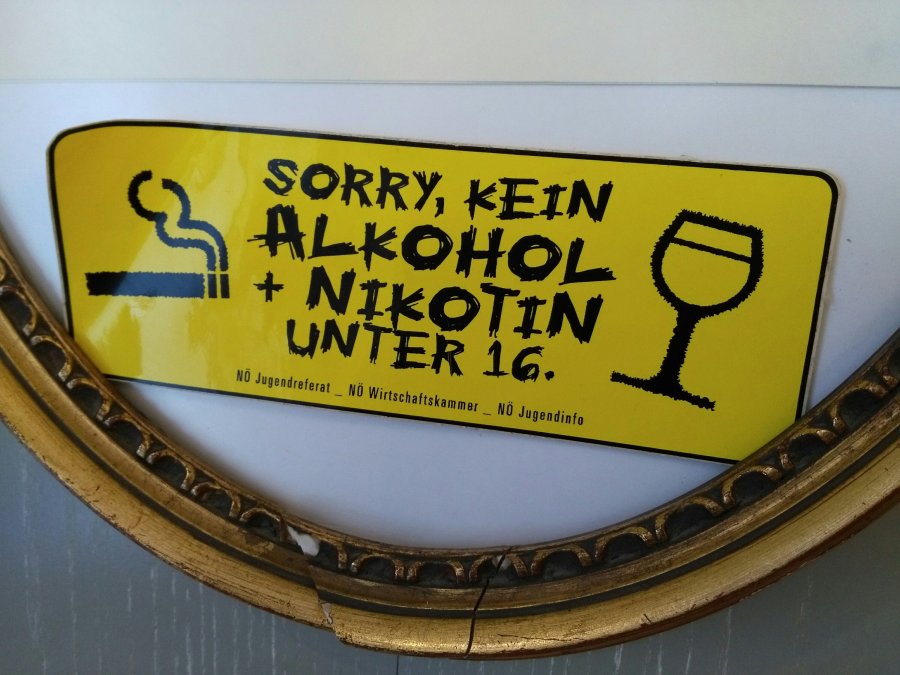 SORRY, KEIN
ALKOHOL
+ NIKOTIN
UNTER 16.
NÖ Jugendreferat _ NÖ Wirtschaftskammer _ NÖ Jugendinfo